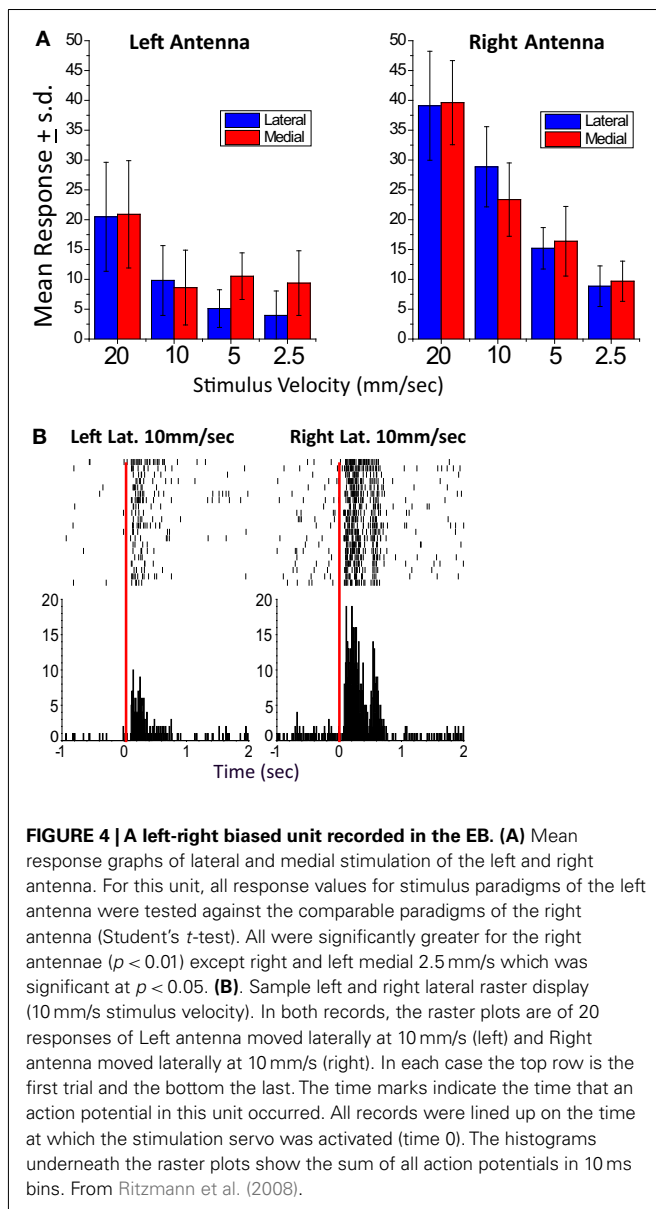 A
Left Antenna
Right Antenna
Mean Response ± s.d.
50
45
40
35
30
25
20
15
10
5
0
Lateral
Medial
20 10 5 2.5
50
45
40
35
30
25
20
15
10
5
0
Lateral
Medial
20 10 5 2.5
Stimulus Velocity (mm/sec)
B
Left Lat. 10mm/sec
Right Lat. 10mm/sec
20
15
10
5
0
-1 0 1 2
20
15
10
5
0
-1 0 1 2
Time (sec)
FIGURE 4 | A left-right biased unit recorded in the EB. (A) Mean
response graphs of lateral and medial stimulation of the left and right
antenna. For this unit, all response values for stimulus paradigms of the left
antenna were tested against the comparable paradigms of the right
antenna (Student's t-test). All were significantly greater for the right
antennae (p < 0.01) except right and left medial 2.5 mm/s which was
significant at p < 0.05. (B). Sample left and right lateral raster display
(10 mm/s stimulus velocity). In both records, the raster plots are of 20
responses of Left antenna moved laterally at 10 mm/s (left) and Right
antenna moved laterally at 10 mm/s (right). In each case the top row is the
first trial and the bottom the last. The time marks indicate the time that an
action potential in this unit occurred. All records were lined up on the time
at which the stimulation servo was activated (time 0). The histograms
underneath the raster plots show the sum of all action potentials in 10 ms
bins. From Ritzmann et al. (2008).